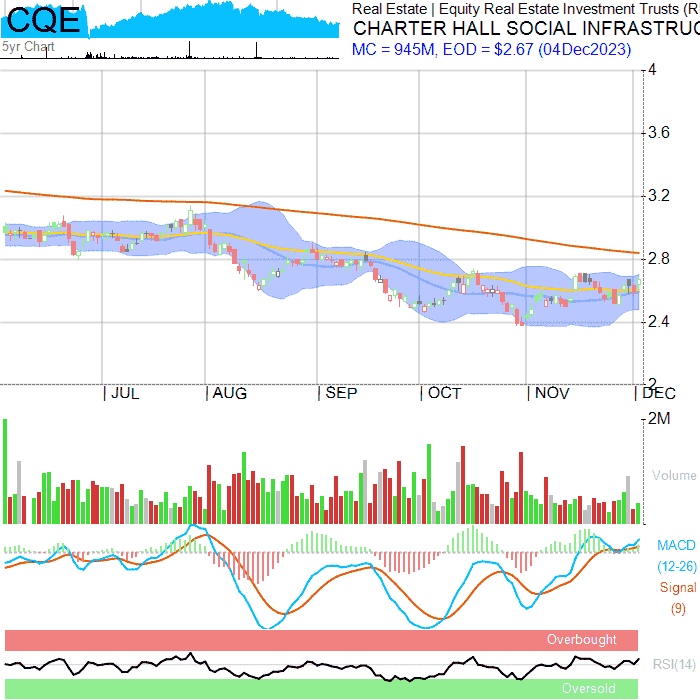 CQE
5yr Chart
Real Estate | Equity Real Estate Investment Trusts (R
CHARTER HALL SOCIAL INFRASTRUC
MC = 945M, EOD = $2.67 (04Dec2023)
4
3.6
3.2
2.8
2.4
2
JUL AUG SEP OCT NOV DEC
2M
Volume
MACD
(12-26)
Signal
(9)
Overbought
RSI(14)
Oversold